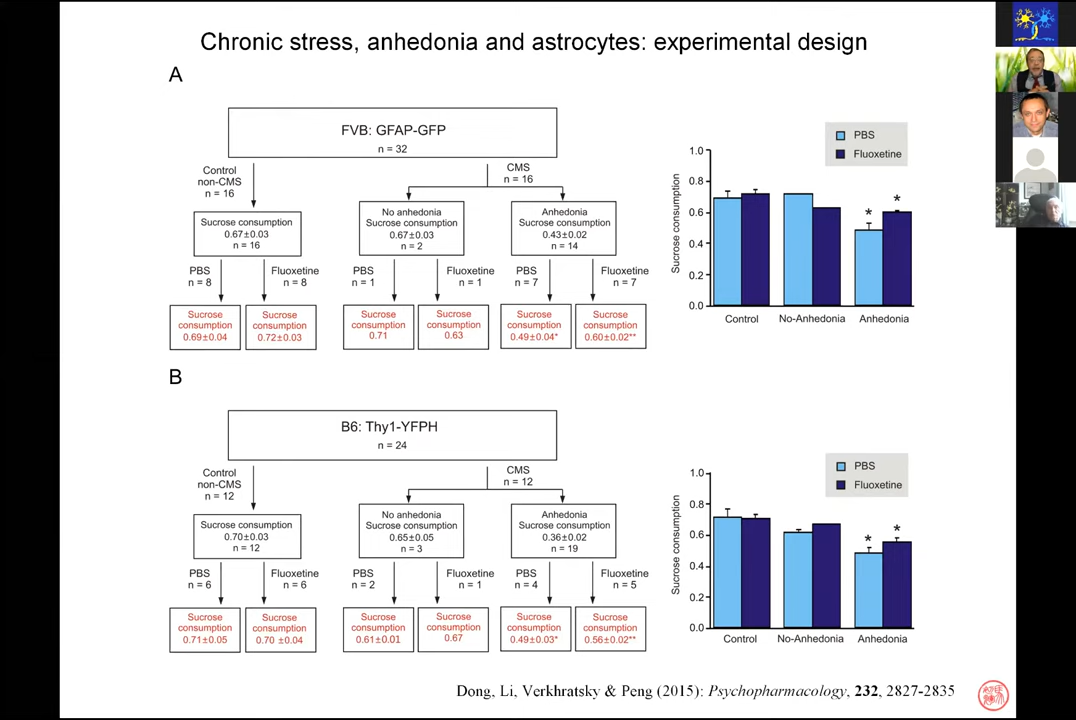 Chronic stress, anhedonia and astrocytes: experimental design
A
FVB: GFAP-GFP
n = 32
Control
non-CMS
n = 16
CMS
n = 16
Sucrose consumption
0.67±0.03
n = 16
No anhedonia
Sucrose consumption
0.67±0.03
n = 2
Anhedonia
Sucrose consumption
0.43±0.02
n = 14
PBS
n = 8
Fluoxetine
n = 8
PBS
n = 1
Fluoxetine
n = 1
PBS
n = 7
Fluoxetine
n = 7
Sucrose
consumption
0.69±0.04
Sucrose
consumption
0.72±0.03
Sucrose
consumption
0.71
Sucrose
consumption
0.63
Sucrose
consumption
0.49±0.04*
Sucrose
consumption
0.60±0.02**
PBS
Fluoxetine
Sucrose consumption
1.0
0.8
0.6
0.4
0.2
0.0
*
*
Control
No-Anhedonia
Anhedonia
B
B6: Thy1-YFPH
n = 24
Control
non-CMS
n = 12
CMS
n = 12
Sucrose consumption
0.70±0.03
n = 12
No anhedonia
Sucrose consumption
0.65±0.05
n = 3
Anhedonia
Sucrose consumption
0.36±0.02
n = 19
PBS
n = 6
Fluoxetine
n = 6
PBS
n = 2
Fluoxetine
n = 1
PBS
n = 4
Fluoxetine
n = 5
Sucrose
consumption
0.71±0.05
Sucrose
consumption
0.70 ±0.04
Sucrose
consumption
0.61±0.01
Sucrose
consumption
0.67
Sucrose
consumption
0.49±0.03*
Sucrose
consumption
0.56±0.02**
PBS
Fluoxetine
Sucrose consumption
1.0
0.8
0.6
0.4
0.2
0.0
*
*
Control
No-Anhedonia
Anhedonia
Dong, Li, Verkhratsky & Peng (2015): Psychopharmacology, 232, 2827-2835